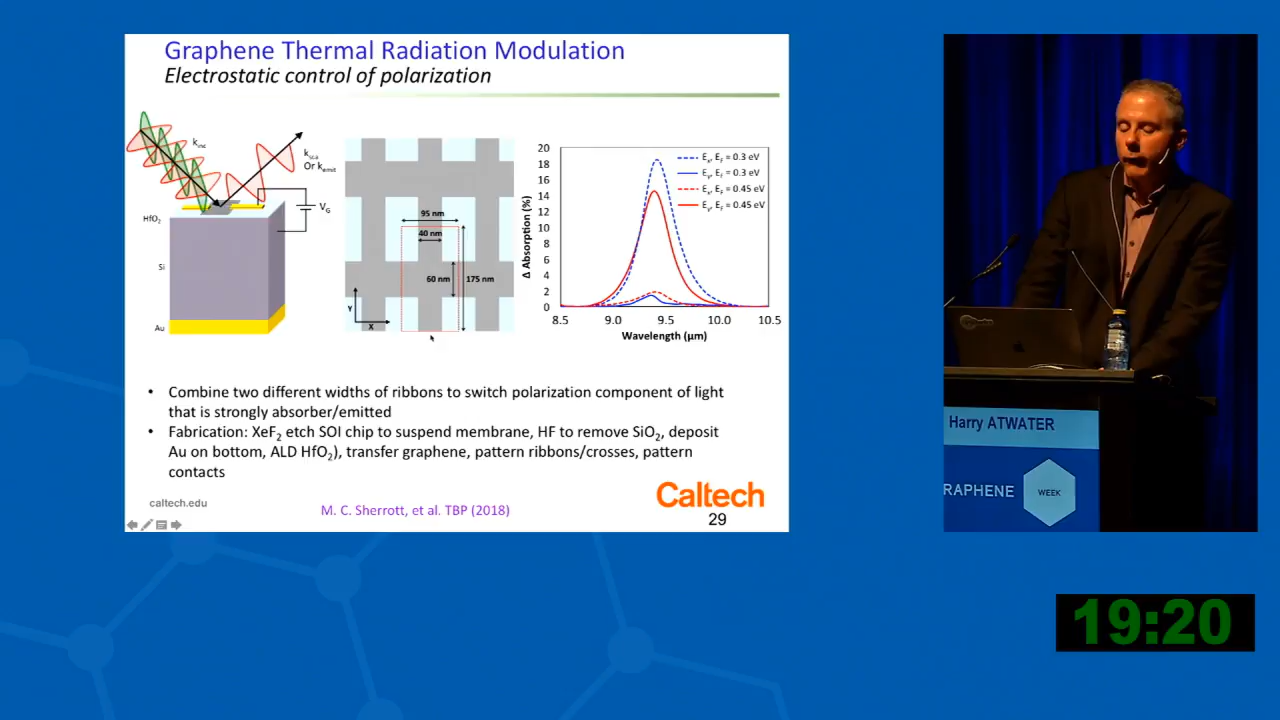 Graphene Thermal Radiation Modulation
Electrostatic control of polarization
k_inc
k_sca
Or k_emit
V_G
HfO₂
Si
Au
95 nm
40 nm
60 nm
175 nm
Y
X
Δ Absorption (%)
20
18
16
14
12
10
8
6
4
2
0
8.5 9.0 9.5 10.0 10.5
Wavelength (μm)
E_F = 0.3 eV
E_F = 0.3 eV
E_F = 0.45 eV
E_F = 0.45 eV
• Combine two different widths of ribbons to switch polarization component of light
that is strongly absorber/emitted
• Fabrication: XeF₂ etch SOI chip to suspend membrane, HF to remove SiO₂, deposit
Au on bottom, ALD HfO₂), transfer graphene, pattern ribbons/crosses, pattern
contacts
caltech.edu
M. C. Sherrott, et al. TBP (2018)
Caltech
29
Harry ATWATER
RAPHENE
WEEK
19:20